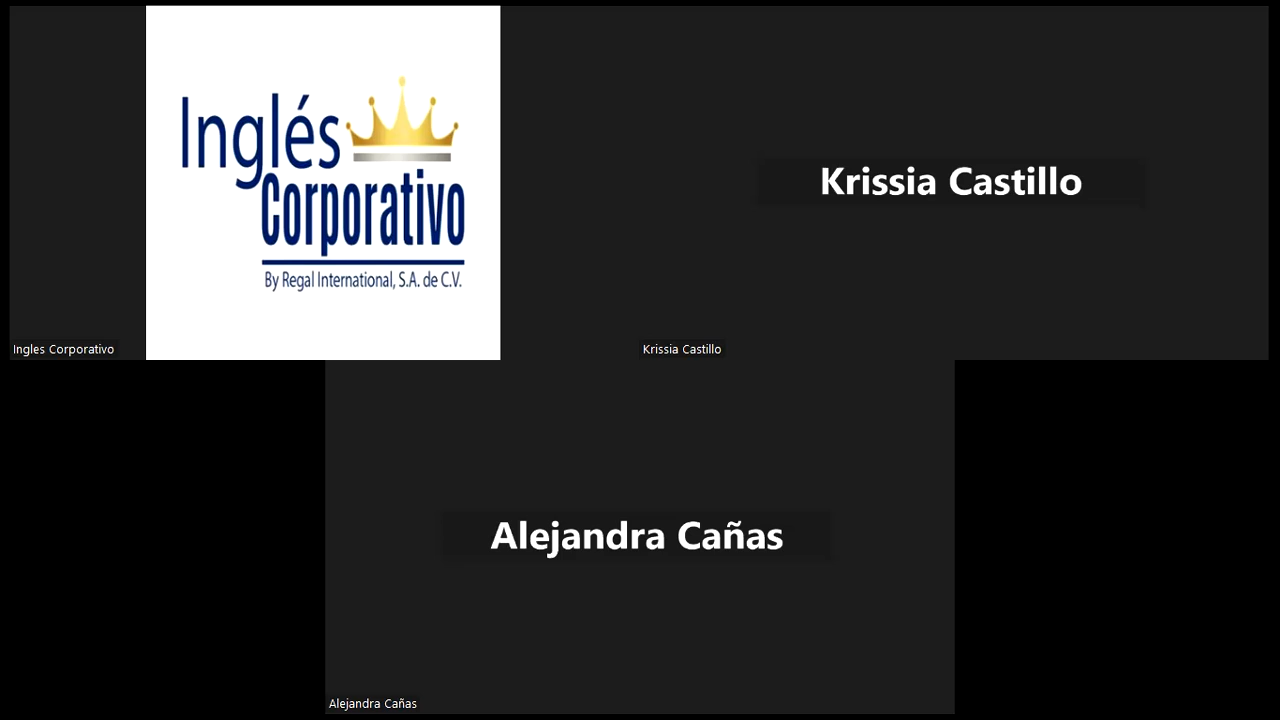 Inglés
Corporativo
By Regal International, S.A. de C.V.
Ingles Corporativo
Krissia Castillo
Krissia Castillo
Alejandra Cañas
Alejandra Cañas